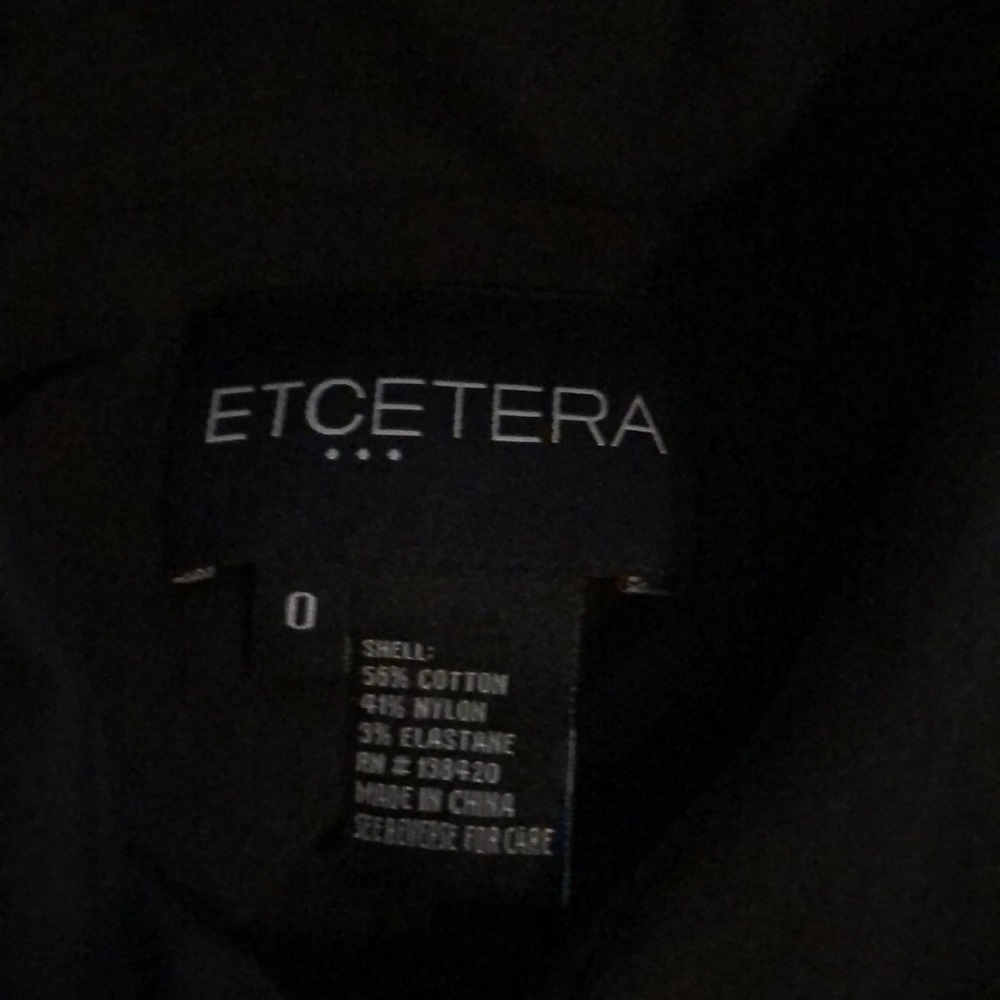 ETCETERA
...
0
SHELL:
56% COTTON
41% NYLON
3% ELASTANE
RN # 138420
MADE IN CHINA
SEE REVERSE FOR CARE